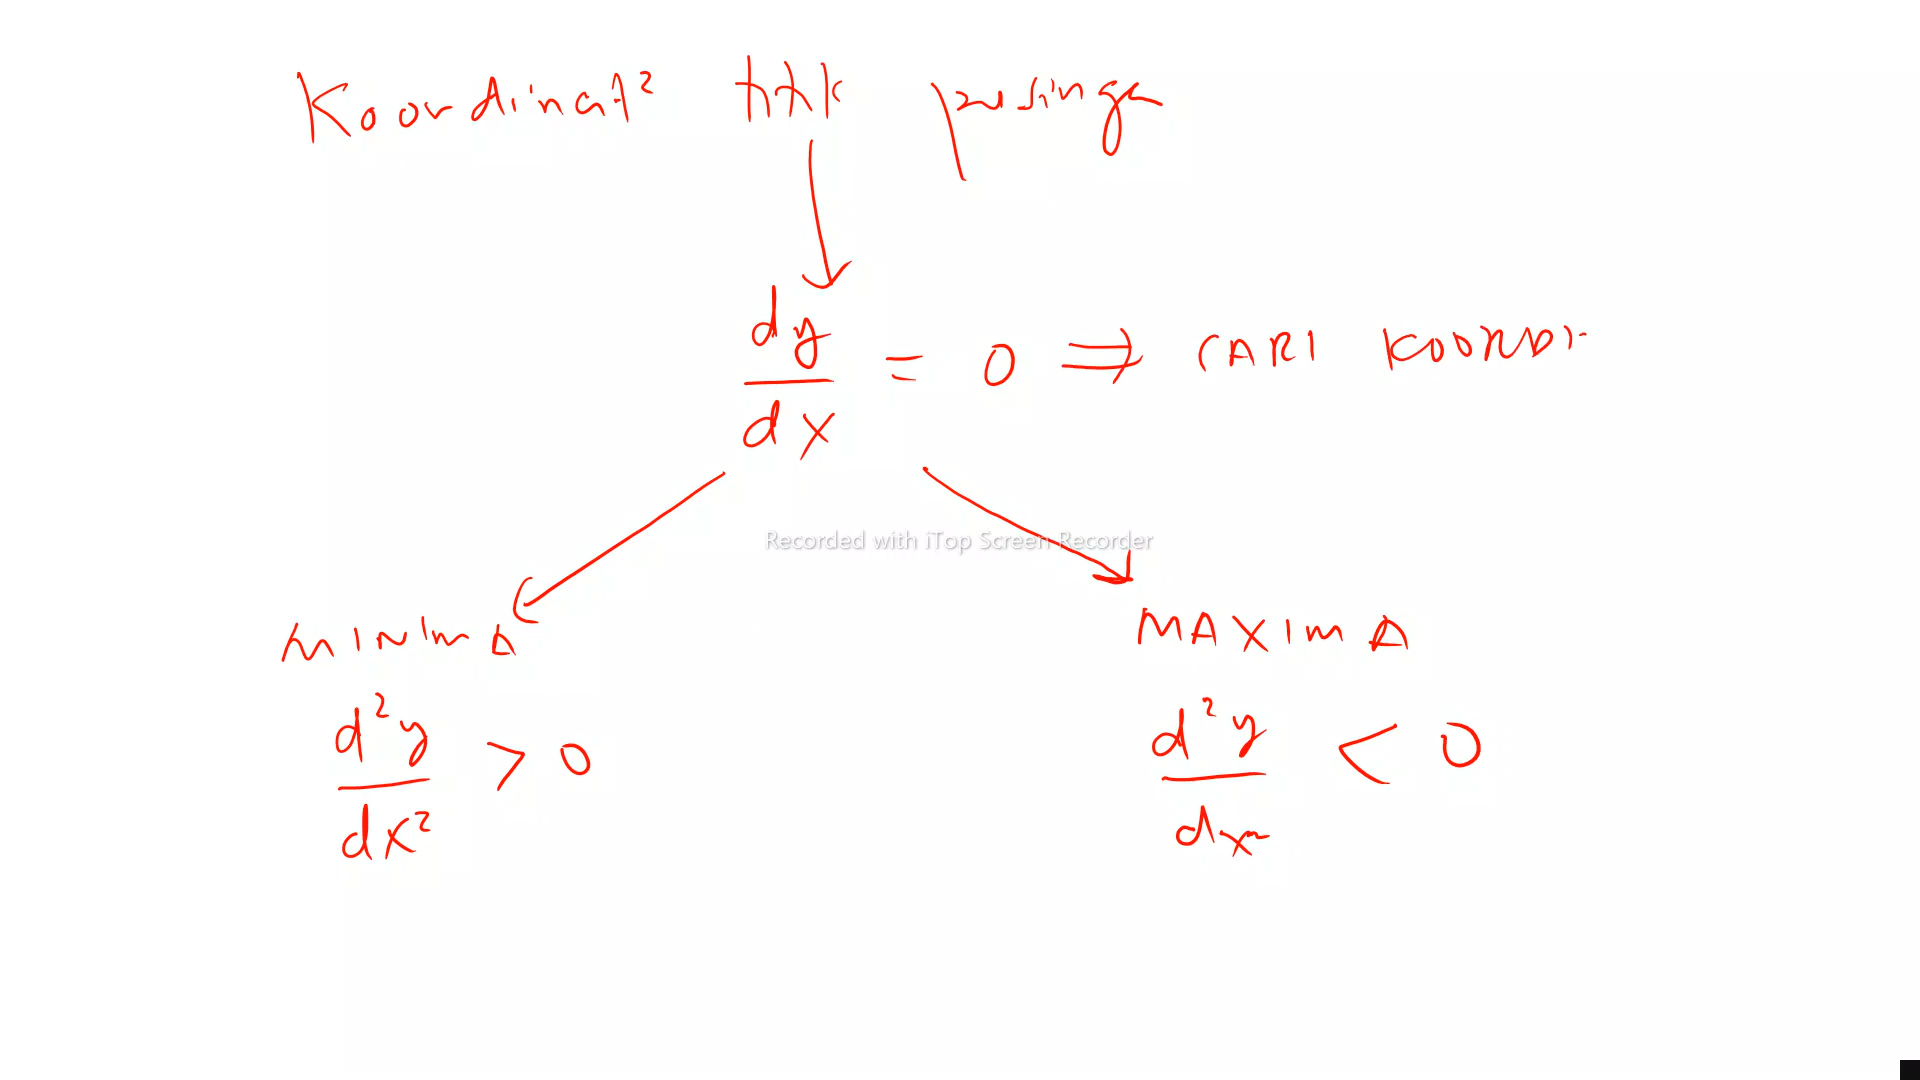 Koordinat² titik pusinga
dy/dx = 0 ⇒ CARI KOORDI
Recorded with iTop Screen Recorder
MINIMA MAXIMA
d²y/dx² > 0 d²y/dx² < 0